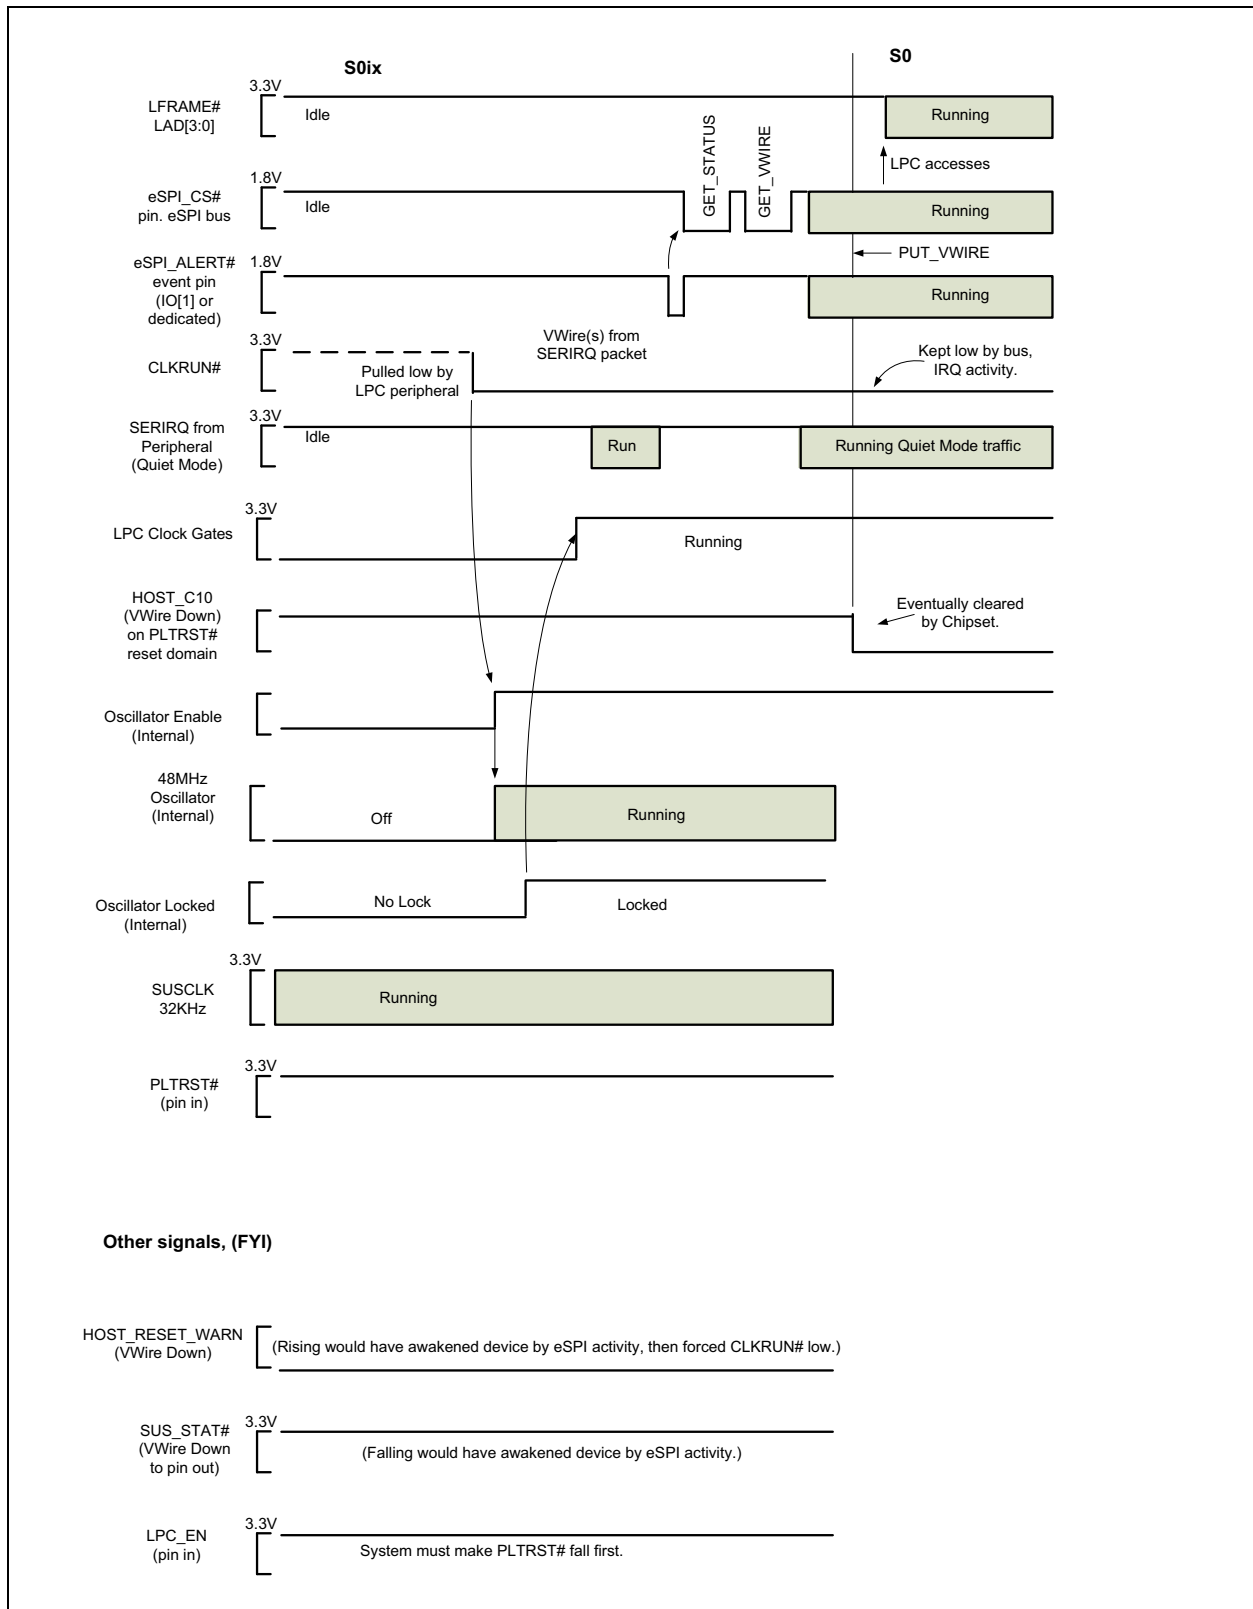 S0ix
S0
3.3V
LFRAME#
LAD[3:0]
Idle
Running
GET_STATUS
GET_VWIRE
LPC accesses
1.8V
eSPI_CS#
pin. eSPI bus
Idle
Running
PUT_VWIRE
eSPI_ALERT#
event pin
(IO[1] or
dedicated)
1.8V
Running
VWire(s) from
SERIRQ packet
3.3V
CLKRUN#
Pulled low by
LPC peripheral
Kept low by bus,
IRQ activity.
3.3V
SERIRQ from
Peripheral
(Quiet Mode)
Idle
Run
Running Quiet Mode traffic
3.3V
LPC Clock Gates
Running
HOST_C10
(VWire Down)
on PLTRST#
reset domain
Eventually cleared
by Chipset.
Oscillator Enable
(Internal)
48MHz
Oscillator
(Internal)
Off
Running
Oscillator Locked
(Internal)
No Lock
Locked
3.3V
SUSCLK
32KHz
Running
3.3V
PLTRST#
(pin in)
Other signals, (FYI)
HOST_RESET_WARN
(VWire Down)
(Rising would have awakened device by eSPI activity, then forced CLKRUN# low.)
3.3V
SUS_STAT#
(VWire Down
to pin out)
(Falling would have awakened device by eSPI activity.)
3.3V
LPC_EN
(pin in)
System must make PLTRST# fall first.